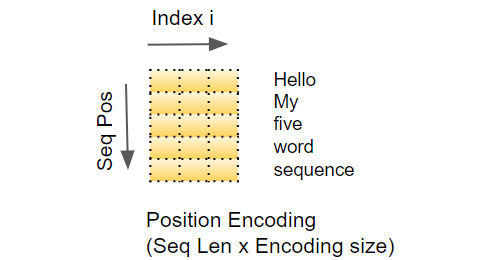 Index i
Seq Pos
Hello
My
five
word
sequence
Position Encoding
(Seq Len x Encoding size)